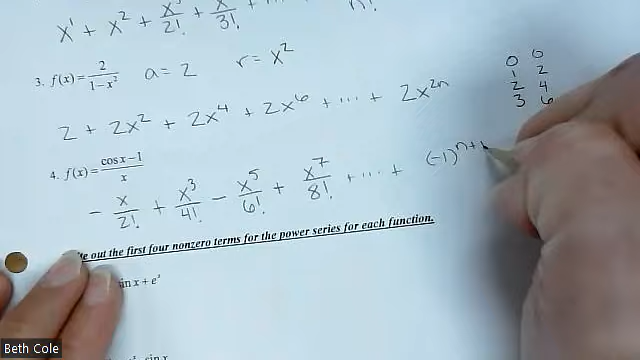 x¹ + x² + x³/2! + x/3! + ... n!
3. f(x) = 2/(1-x²) a = 2 r = x²
0 0
1 2
2 4
3 6
2 + 2x² + 2x⁴ + 2x⁶ + ... + 2x²ⁿ
4. f(x) = (cos x - 1)/x
- x/2! + x³/4! - x⁵/6! + x⁷/8! + ... + (-1)ⁿ⁺
te out the first four nonzero terms for the power series for each function.
in x + eˣ
sin x
Beth Cole